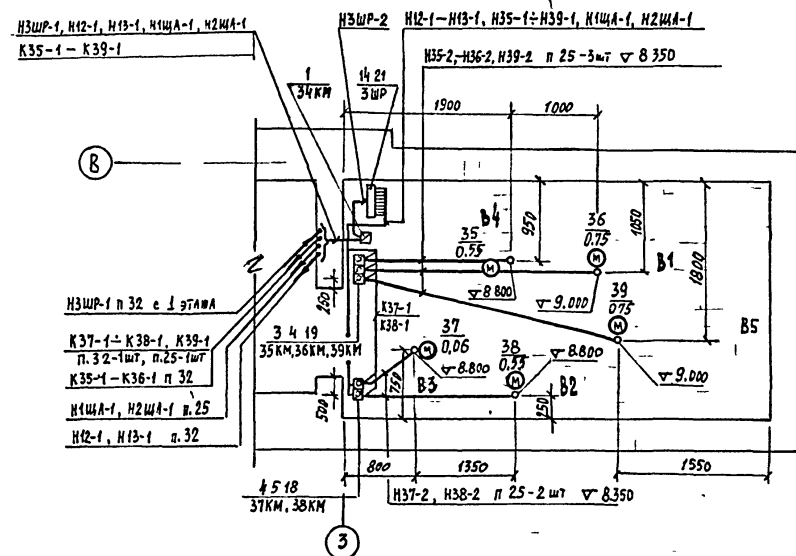 Н3ШР-1, Н12-1, Н13-1, Н1ЩА-1, Н2ЩА-1
К35-1 – К39-1
Н3ШР-2
Н12-1–Н13-1, Н35-1÷Н39-1, Н1ЩА-1, Н2ЩА-1
Н35-2,-Н36-2, Н39-2 п 25-3шт ▽ 8 350
1
34КМ
14 21
3 ШР
1900
1000
В
В4
950
35
0.55
М
36
0.75
М
1050
1800
В1
▽ 8 800
▽ 9.000
39
075
М
В5
250
К37-1
К38-1
Н3ШР-1 п 32 с 1 этажа
3 4 19
35КМ,36КМ,39КМ
К37-1 – К38-1, К39-1
п. 32-1шт, п.25-1шт
К35-1 – К36-1 п 32
37
0,06
М
38
0.55
М
▽ 8.800
▽ 8.800
▽ 9.000
В3
В2
750
500
250
Н1ЩА-1, Н2ЩА-1 п.25
Н12-1, Н13-1 п.32
800
1350
1550
4 5 18
37КМ, 38КМ
Н37-2, Н38-2 п 25-2 шт ▽ 8.350
3